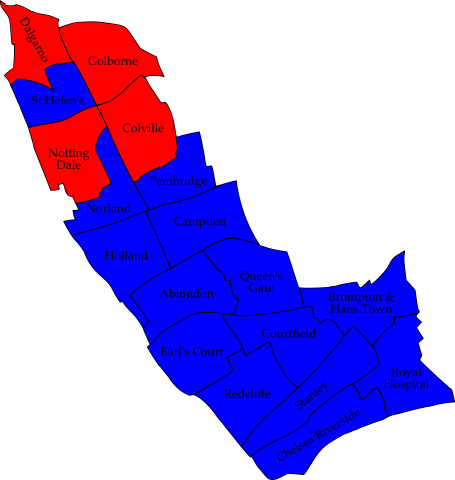 Dalgarno
Golborne
St Helen's
Colville
Notting
Dale
Pembridge
Norland
Campden
Holland
Queen's
Gate
Abingdon
Brompton &
Hans Town
Courtfield
Earl's Court
Royal
Hospital
Redcliffe
Stanley
Chelsea Riverside